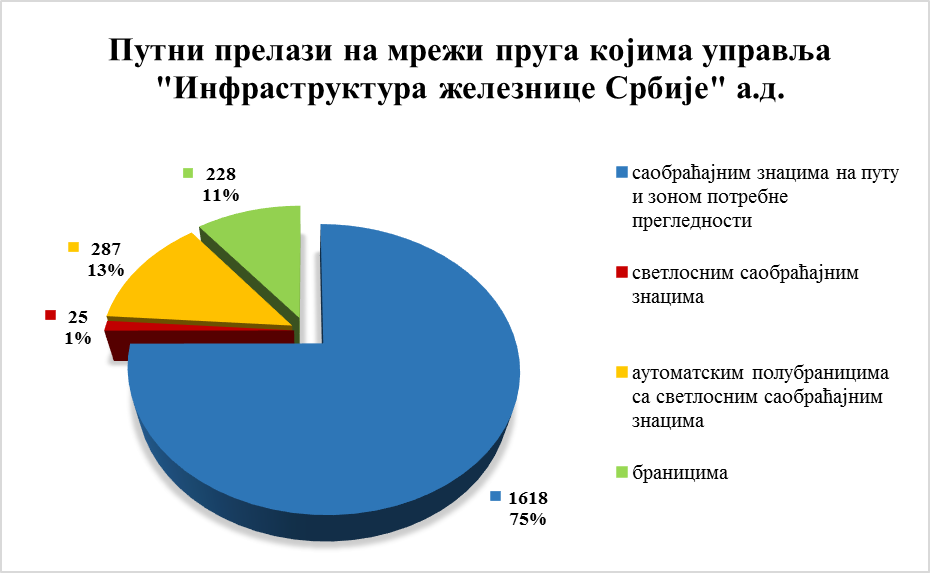 Путни прелази на мрежи пруга којима управља
"Инфраструктура железнице Србије" а.д.
228
11%
287
13%
25
1%
1618
75%
саобраћајним знацима на путу
и зоном потребне
прегледности
светлосним саобраћајним
знацима
аутоматским полубраницима
са светлосним саобраћајним
знацима
браницима